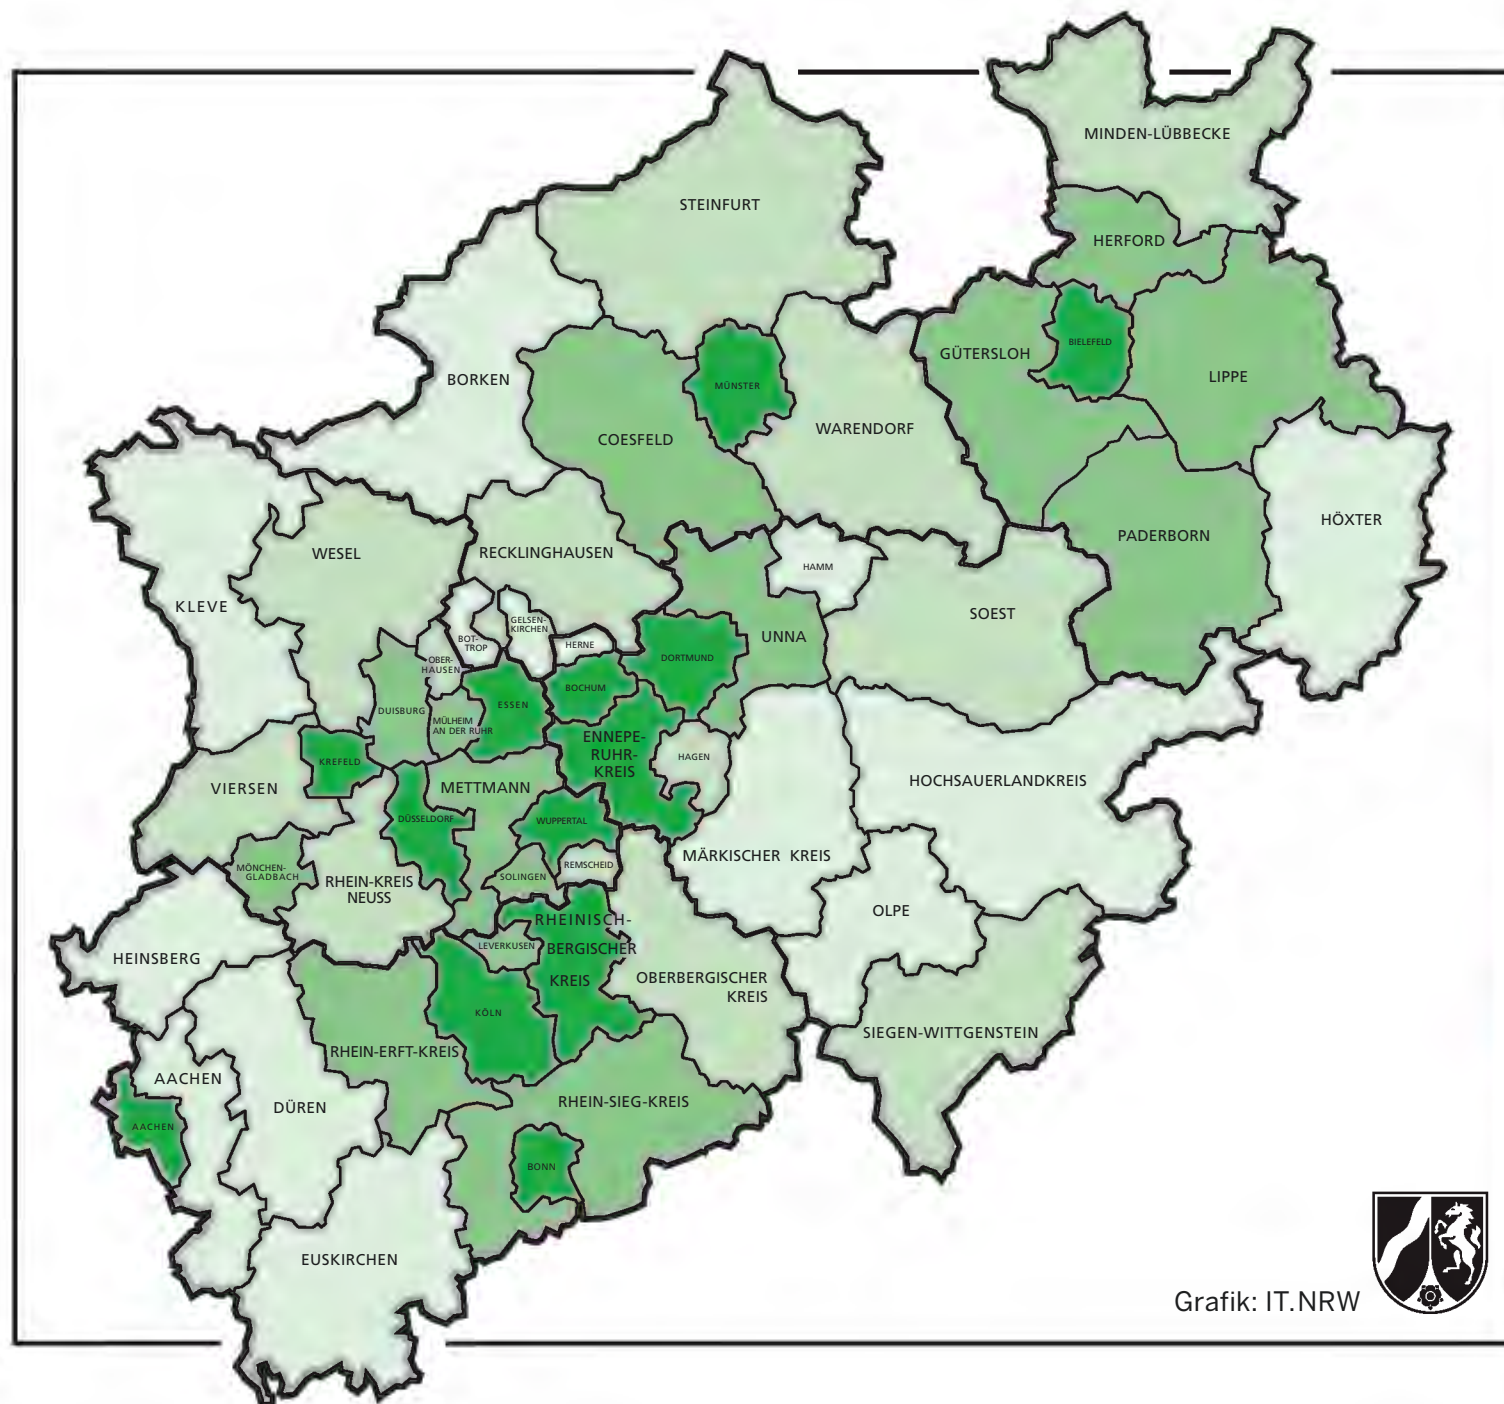 MINDEN-LÜBBECKE
STEINFURT
HERFORD
BIELEFELD
GÜTERSLOH
LIPPE
BORKEN
MÜNSTER
WARENDORF
COESFELD
HÖXTER
PADERBORN
WESEL
RECKLINGHAUSEN
HAMM
KLEVE
SOEST
GELSEN-
KIRCHEN
BOT-
TROP
HERNE
UNNA
OBER-
HAUSEN
DORTMUND
BOCHUM
ESSEN
DUISBURG
MÜLHEIM
AN DER RUHR
ENNEPE-
RUHR-
KREIS
HAGEN
KREFELD
HOCHSAUERLANDKREIS
VIERSEN
METTMANN
DÜSSELDORF
WUPPERTAL
MÄRKISCHER KREIS
REMSCHEID
MÖNCHEN-
GLADBACH
SOLINGEN
RHEIN-KREIS
NEUSS
OLPE
RHEINISCH-
BERGISCHER
KREIS
LEVERKUSEN
HEINSBERG
OBERBERGISCHER
KREIS
KÖLN
SIEGEN-WITTGENSTEIN
RHEIN-ERFT-KREIS
AACHEN
RHEIN-SIEG-KREIS
DÜREN
AACHEN
BONN
EUSKIRCHEN
Grafik: IT.NRW